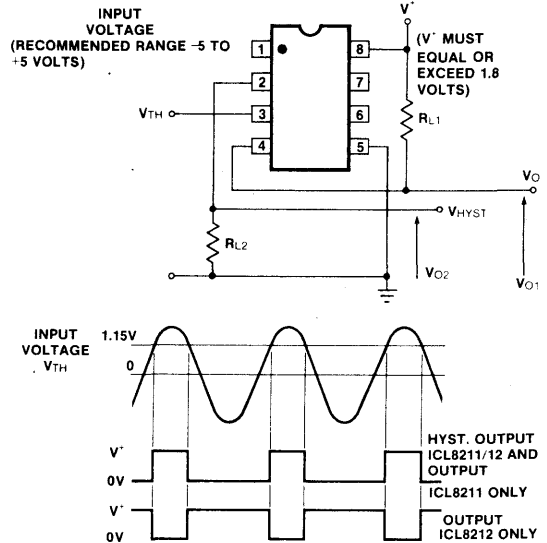 INPUT
VOLTAGE
(RECOMMENDED RANGE –5 TO
+5 VOLTS)
V+
(V+ MUST
EQUAL OR
EXCEED 1.8
VOLTS)
1
8
2
7
VTH
3
6
4
5
RL1
VO
VHYST
RL2
VO2
VO1
INPUT
VOLTAGE
VTH
1.15V
0
V+
0V
HYST. OUTPUT
ICL8211/12 AND
OUTPUT
ICL8211 ONLY
V+
0V
OUTPUT
ICL8212 ONLY